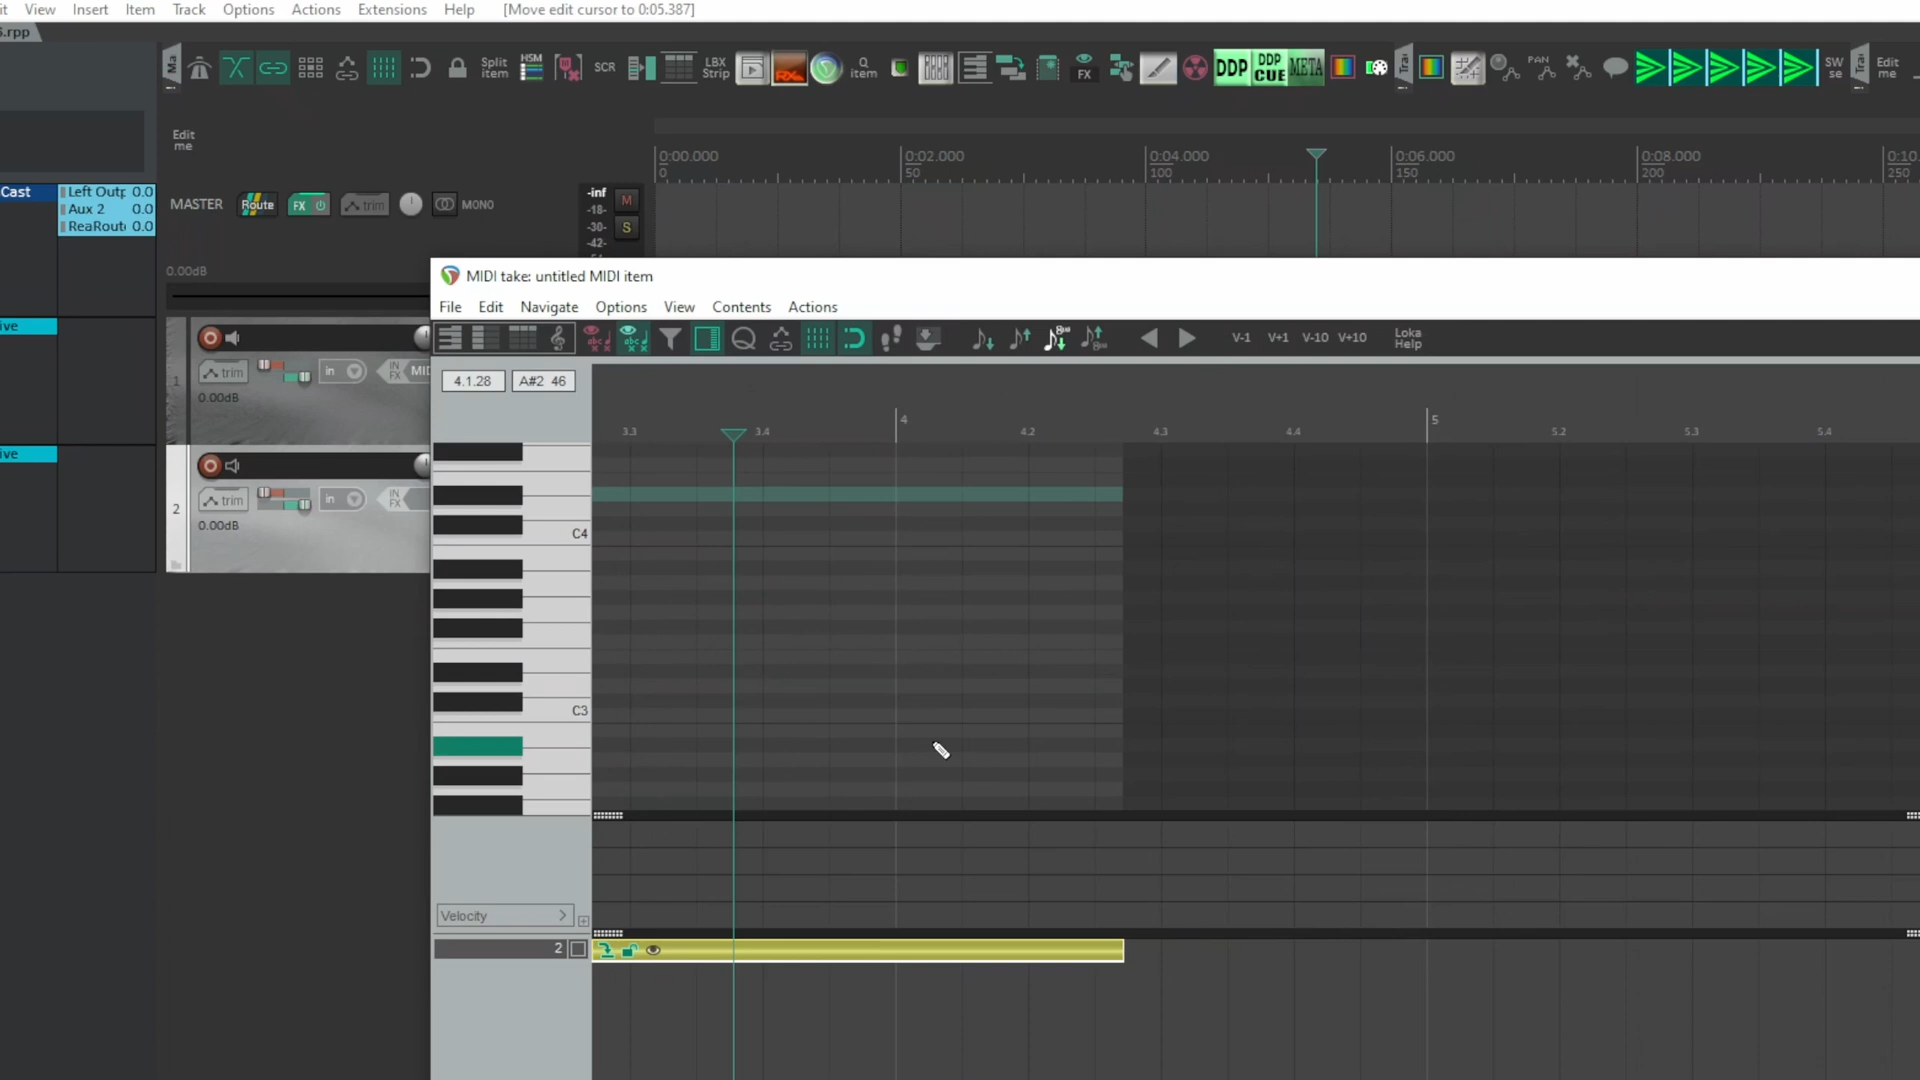 it View Insert Item Track Options Actions Extensions Help [Move edit cursor to 0:05.387]
6.rpp
Ma
Split item
HSM
SCR
LBX Strip
RX
Q item
FX
DDP
DDP CUE
META
Trai
PAN
SW se
Trai
Edit me
Edit me
0:00.000 0:02.000 0:04.000 0:06.000 0:08.000 0:10.
0 50 100 150 200 250
Cast
Left Outp 0.0
Aux 2 0.0
ReaRout 0.0
MASTER Route FX trim MONO
-inf
-18-
-30-
-42-
M
S
0.00dB
MIDI take: untitled MIDI item
File Edit Navigate Options View Contents Actions
V-1 V+1 V-10 V+10 Loka Help
ive
1
trim in IN FX MID
0.00dB
ive
2
trim in IN FX
0.00dB
4.1.28 A#2 46
4 5
3.3 3.4 4.2 4.3 4.4 5.2 5.3 5.4
C4
C3
Velocity
2